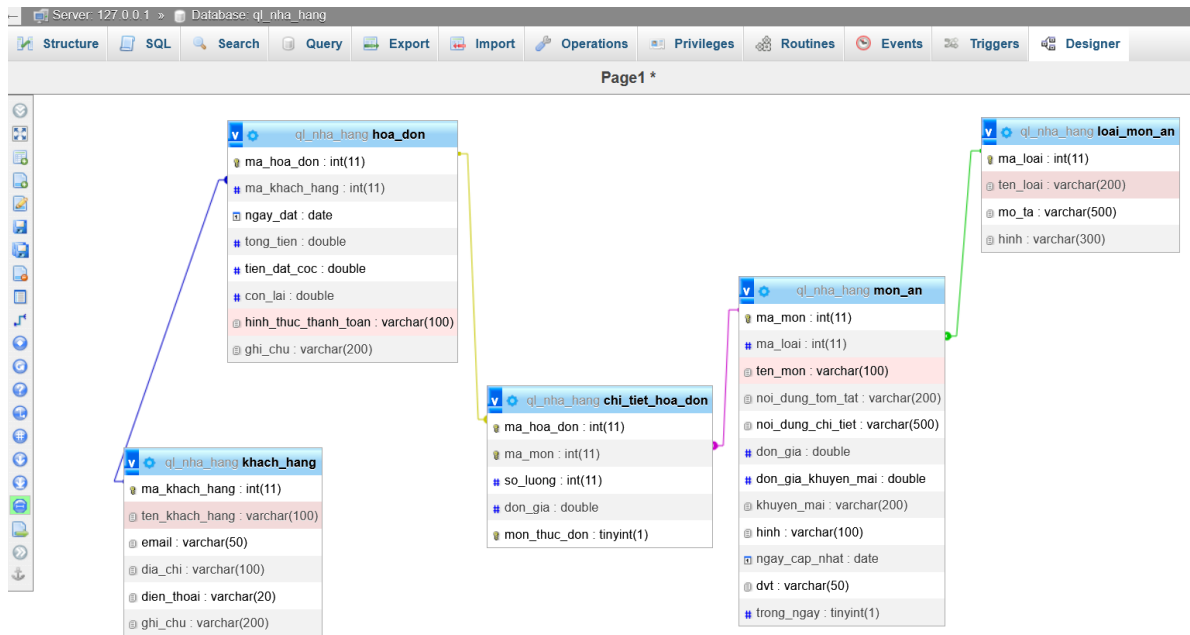 Server: 127.0.0.1 » Database: ql_nha_hang
Structure SQL Search Query Export Import Operations Privileges Routines Events Triggers Designer
Page1 *
ql_nha_hang hoa_don
ma_hoa_don : int(11)
ma_khach_hang : int(11)
ngay_dat : date
tong_tien : double
tien_dat_coc : double
con_lai : double
hinh_thuc_thanh_toan : varchar(100)
ghi_chu : varchar(200)
ql_nha_hang loai_mon_an
ma_loai : int(11)
ten_loai : varchar(200)
mo_ta : varchar(500)
hinh : varchar(300)
ql_nha_hang mon_an
ma_mon : int(11)
ma_loai : int(11)
ten_mon : varchar(100)
noi_dung_tom_tat : varchar(200)
noi_dung_chi_tiet : varchar(500)
don_gia : double
don_gia_khuyen_mai : double
khuyen_mai : varchar(200)
hinh : varchar(100)
ngay_cap_nhat : date
dvt : varchar(50)
trong_ngay : tinyint(1)
ql_nha_hang chi_tiet_hoa_don
ma_hoa_don : int(11)
ma_mon : int(11)
so_luong : int(11)
don_gia : double
mon_thuc_don : tinyint(1)
ql_nha_hang khach_hang
ma_khach_hang : int(11)
ten_khach_hang : varchar(100)
email : varchar(50)
dia_chi : varchar(100)
dien_thoai : varchar(20)
ghi_chu : varchar(200)